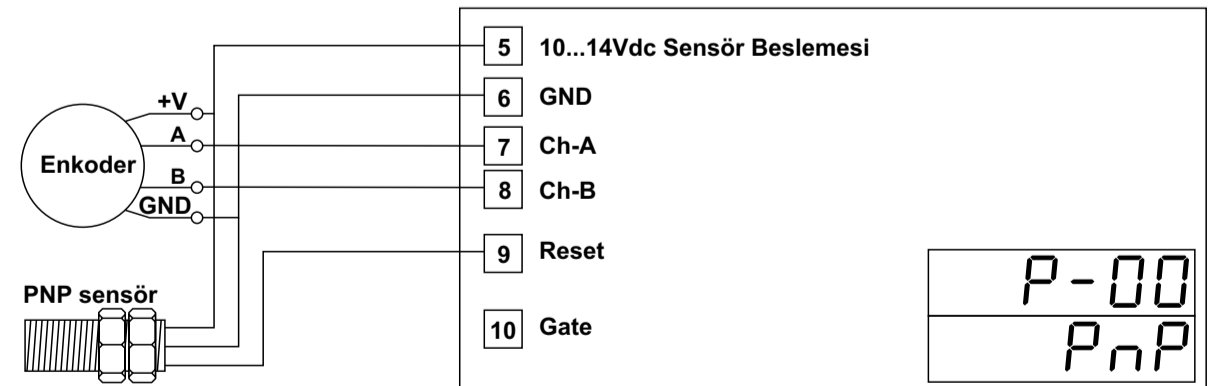 5 10...14Vdc Sensör Beslemesi
6 GND
+V
A
7 Ch-A
Enkoder
B
8 Ch-B
GND
9 Reset
PNP sensör
10 Gate
P-00
PnP